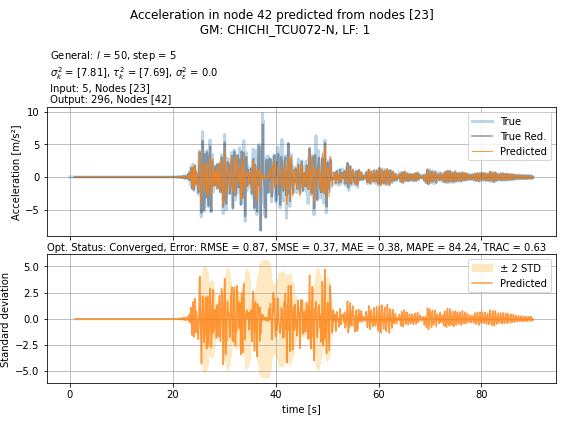 Acceleration in node 42 predicted from nodes [23]
GM: CHICHI_TCU072-N, LF: 1
General: l = 50, step = 5
σ²ₖ = [7.81], τ²ₖ = [7.69], σ²ε = 0.0
Input: 5, Nodes [23]
Output: 296, Nodes [42]
10
5
0
−5
Acceleration [m/s²]
True
True Red.
Predicted
Opt. Status: Converged, Error: RMSE = 0.87, SMSE = 0.37, MAE = 0.38, MAPE = 84.24, TRAC = 0.63
5.0
2.5
0.0
−2.5
−5.0
Standard deviation
± 2 STD
Predicted
0 20 40 60 80
time [s]